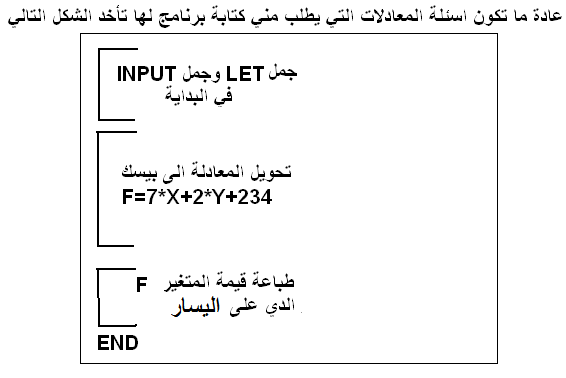 عادة ما تكون اسئلة المعادلات التي يطلب مني كتابة برنامج لها تأخد الشكل التالي
جمل LET وجمل INPUT
في البداية
تحويل المعادلة الى بيسك
F=7*X+2*Y+234
طباعة قيمة المتغير F
الدي على اليسار
END